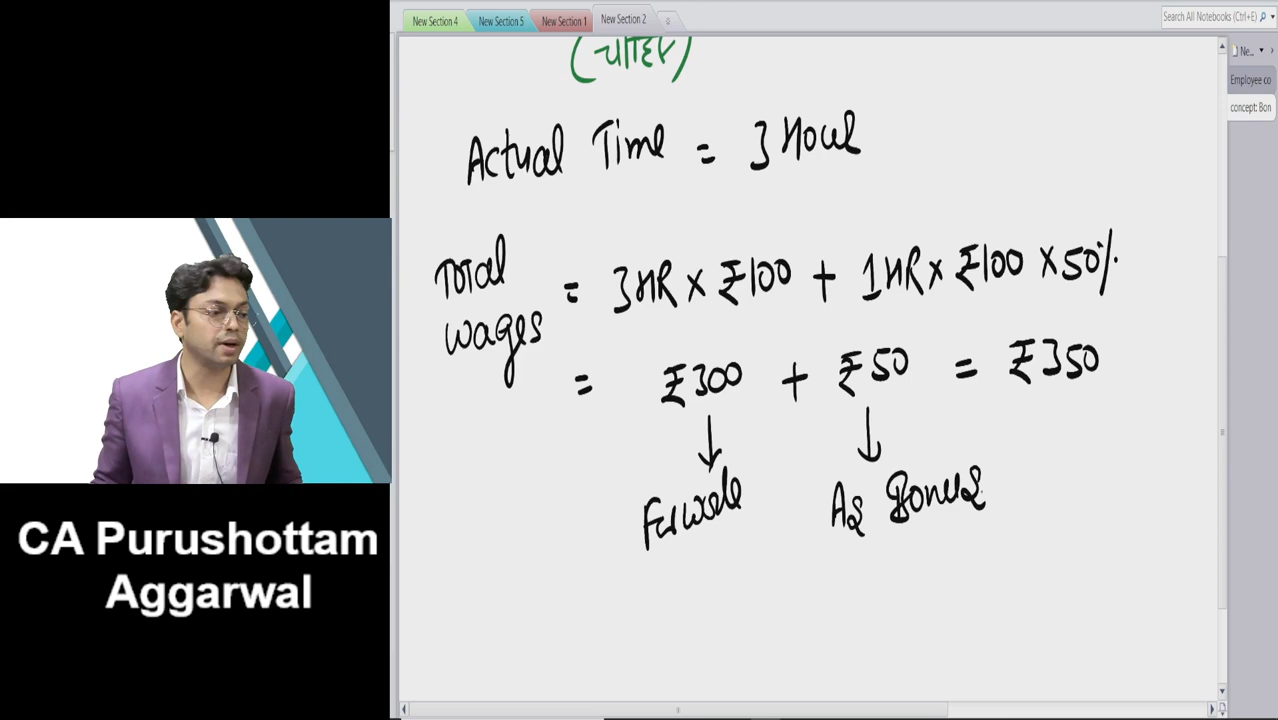 New Section 4
New Section 5
New Section 1
New Section 2
Search All Notebooks (Ctrl+E)
Ne...
Employee co
concept: Bon
Actual Time = 3 Hour
Total wages = 3HR × ₹100 + 1HR × ₹100 × 50%
= ₹300 + ₹50 = ₹350
As Bonus
CA Purushottam
Aggarwal